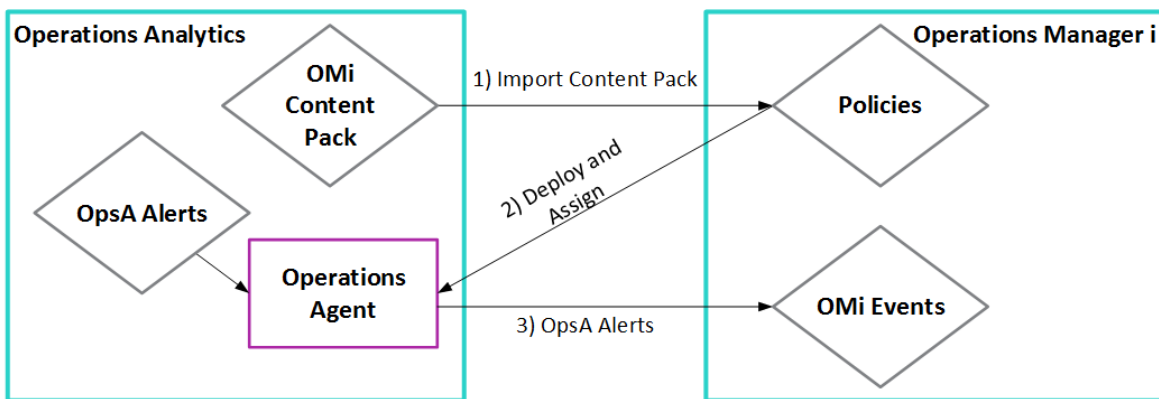 Operations Analytics
Operations Manager i
OMi
Content
Pack
1) Import Content Pack
Policies
OpsA Alerts
2) Deploy and
Assign
Operations
Agent
3) OpsA Alerts
OMi Events